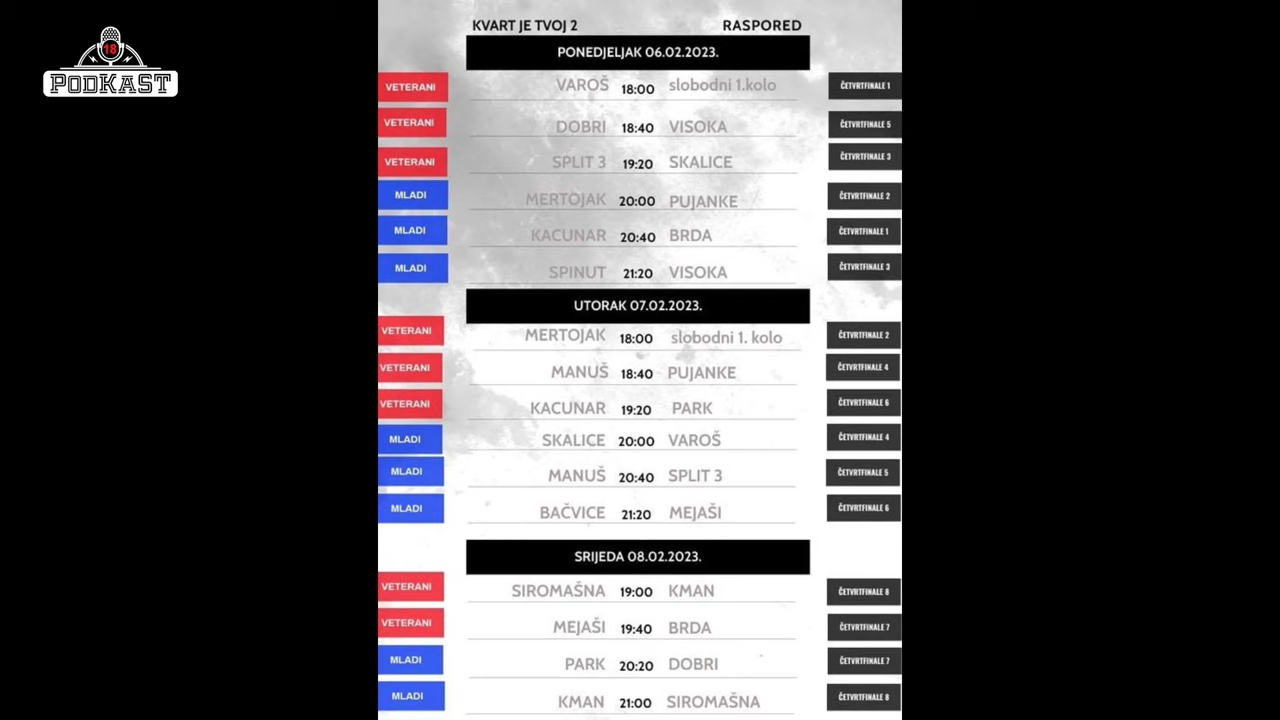 18
PODKAST
KVART JE TVOJ 2 RASPORED
PONEDJELJAK 06.02.2023.
VETERANI VAROŠ 18:00 slobodni 1.kolo ČETVRTFINALE 1
VETERANI DOBRI 18:40 VISOKA ČETVRTFINALE 5
VETERANI SPLIT 3 19:20 SKALICE ČETVRTFINALE 3
MLADI MERTOJAK 20:00 PUJANKE ČETVRTFINALE 2
MLADI KACUNAR 20:40 BRDA ČETVRTFINALE 1
MLADI SPINUT 21:20 VISOKA ČETVRTFINALE 3
UTORAK 07.02.2023.
VETERANI MERTOJAK 18:00 slobodni 1. kolo ČETVRTFINALE 2
VETERANI MANUŠ 18:40 PUJANKE ČETVRTFINALE 4
VETERANI KACUNAR 19:20 PARK ČETVRTFINALE 6
MLADI SKALICE 20:00 VAROŠ ČETVRTFINALE 4
MLADI MANUŠ 20:40 SPLIT 3 ČETVRTFINALE 5
MLADI BAČVICE 21:20 MEJAŠI ČETVRTFINALE 6
SRIJEDA 08.02.2023.
VETERANI SIROMAŠNA 19:00 KMAN ČETVRTFINALE 8
VETERANI MEJAŠI 19:40 BRDA ČETVRTFINALE 7
MLADI PARK 20:20 DOBRI ČETVRTFINALE 7
MLADI KMAN 21:00 SIROMAŠNA ČETVRTFINALE 8